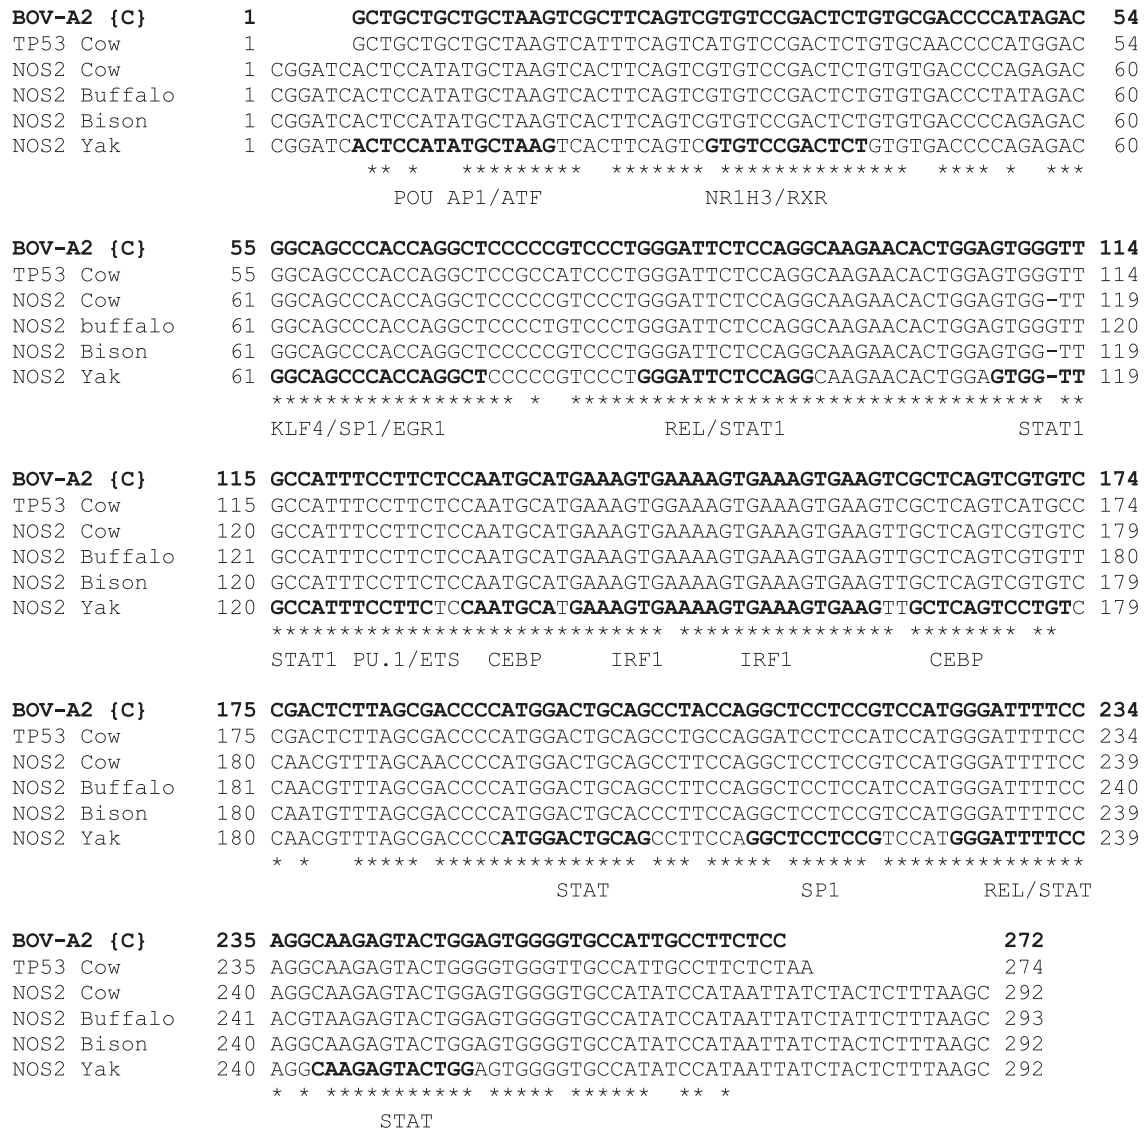 BOV-A2 {C} 1 GCTGCTGCTGCTAAGTCGCTTCAGTCGTGTCCGACTCTGTGCGACCCCATAGAC 54
TP53 Cow 1 GCTGCTGCTGCTAAGTCATTTCAGTCATGTCCGACTCTGTGCAACCCCATGGAC 54
NOS2 Cow 1 CGGATCACTCCATATGCTAAGTCACTTCAGTCGTGTCCGACTCTGTGTGACCCCAGAGAC 60
NOS2 Buffalo 1 CGGATCACTCCATATGCTAAGTCACTTCAGTCGTGTCCGACTCTGTGTGACCCTATAGAC 60
NOS2 Bison 1 CGGATCACTCCATATGCTAAGTCACTTCAGTCGTGTCCGACTCTGTGTGACCCCAGAGAC 60
NOS2 Yak 1 CGGATCACTCCATATGCTAAGTCACTTCAGTCGTGTCCGACTCTGTGTGACCCCAGAGAC 60
** * ********* ******* *************** **** * ***
POU AP1/ATF NR1H3/RXR
BOV-A2 {C} 55 GGCAGCCCACCAGGCTCCCCCGTCCCTGGGATTCTCCAGGCAAGAACACTGGAGTGGGTT 114
TP53 Cow 55 GGCAGCCCACCAGGCTCCGCCATCCCTGGGATTCTCCAGGCAAGAACACTGGAGTGGGTT 114
NOS2 Cow 61 GGCAGCCCACCAGGCTCCCCCGTCCCTGGGATTCTCCAGGCAAGAACACTGGAGTGG-TT 119
NOS2 buffalo 61 GGCAGCCCACCAGGCTCCCCTGTCCCTGGGATTCTCCAGGCAAGAACACTGGAGTGGGTT 120
NOS2 Bison 61 GGCAGCCCACCAGGCTCCCCCGTCCCTGGGATTCTCCAGGCAAGAACACTGGAGTGG-TT 119
NOS2 Yak 61 GGCAGCCCACCAGGCTCCCCCGTCCCTGGGATTCTCCAGGCAAGAACACTGGAGTGG-TT 119
****************** * *********************************** **
KLF4/SP1/EGR1 REL/STAT1 STAT1
BOV-A2 {C} 115 GCCATTTCCTTCTCCAATGCATGAAAGTGAAAAGTGAAAGTGAAGTCGCTCAGTCGTGTC 174
TP53 Cow 115 GCCATTTCCTTCTCCAATGCATGAAAGTGGAAAGTGAAAGTGAAGTCGCTCAGTCATGCC 174
NOS2 Cow 120 GCCATTTCCTTCTCCAATGCATGAAAGTGAAAAGTGAAAGTGAAGTTGCTCAGTCGTGTC 179
NOS2 Buffalo 121 GCCATTTCCTTCTCCAATGCATGAAAGTGAAAAGTGAAAGTGAAGTTGCTCAGTCGTGTT 180
NOS2 Bison 120 GCCATTTCCTTCTCCAATGCATGAAAGTGAAAAGTGAAAGTGAAGTTGCTCAGTCGTGTC 179
NOS2 Yak 120 GCCATTTCCTTCTCCAATGCATGAAAGTGAAAAGTGAAAGTGAAGTTGCTCAGTCCTGTC 179
***************************** **************** ******** **
STAT1 PU.1/ETS CEBP IRF1 IRF1 CEBP
BOV-A2 {C} 175 CGACTCTTAGCGACCCCATGGACTGCAGCCTACCAGGCTCCTCCGTCCATGGGATTTTCC 234
TP53 Cow 175 CGACTCTTAGCGACCCCATGGACTGCAGCCTGCCAGGATCCTCCATCCATGGGATTTTCC 234
NOS2 Cow 180 CAACGTTTAGCAACCCCATGGACTGCAGCCTTCCAGGCTCCTCCGTCCATGGGATTTTCC 239
NOS2 Buffalo 181 CAACGTTTAGCGACCCCATGGACTGCAGCCTTCCAGGCTCCTCCATCCATGGGATTTTCC 240
NOS2 Bison 180 CAATGTTTAGCGACCCCATGGACTGCACCCTTCCAGGCTCCTCCGTCCATGGGATTTTCC 239
NOS2 Yak 180 CAACGTTTAGCGACCCCATGGACTGCAGCCTTCCAGGCTCCTCCGTCCATGGGATTTTCC 239
* * ***** *************** *** ***** ****** ***************
STAT SP1 REL/STAT
BOV-A2 {C} 235 AGGCAAGAGTACTGGAGTGGGGTGCCATTGCCTTCTCC 272
TP53 Cow 235 AGGCAAGAGTACTGGGGTGGGTTGCCATTGCCTTCTCTAA 274
NOS2 Cow 240 AGGCAAGAGTACTGGAGTGGGGTGCCATATCCATAATTATCTACTCTTTAAGC 292
NOS2 Buffalo 241 ACGTAAGAGTACTGGAGTGGGGTGCCATATCCATAATTATCTATTCTTTAAGC 293
NOS2 Bison 240 AGGCAAGAGTACTGGAGTGGGGTGCCATATCCATAATTATCTACTCTTTAAGC 292
NOS2 Yak 240 AGGCAAGAGTACTGGAGTGGGGTGCCATATCCATAATTATCTACTCTTTAAGC 292
* * *********** ***** ****** ** *
STAT